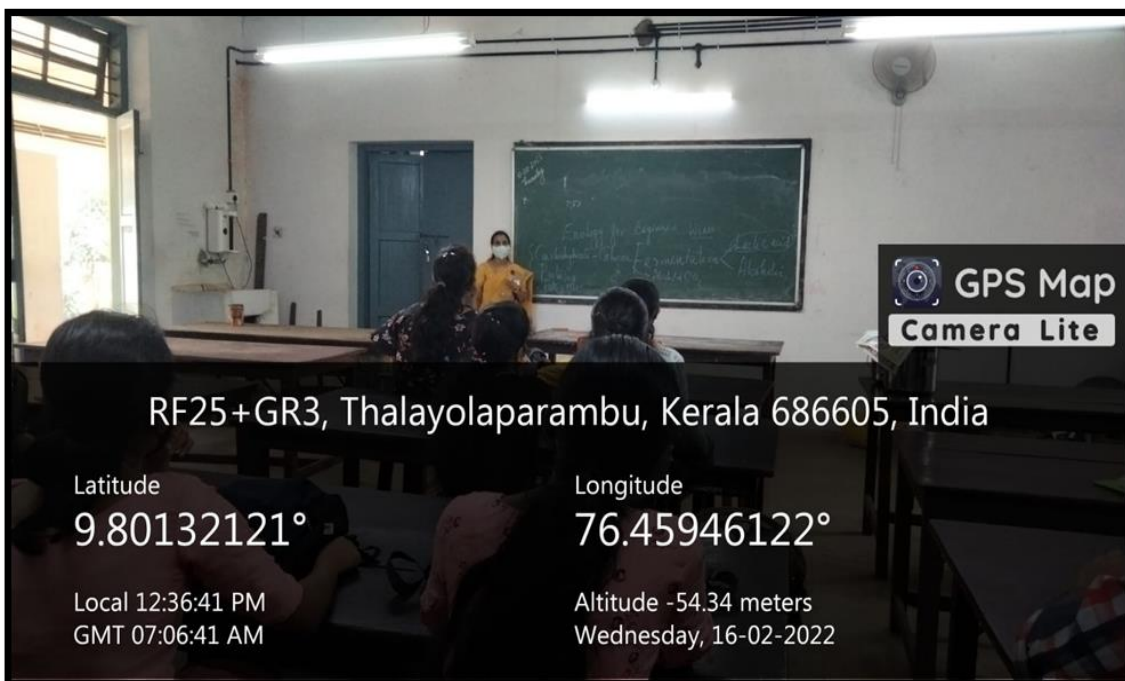 Fermentation
GPS Map
Camera Lite
RF25+GR3, Thalayolaparambu, Kerala 686605, India
Latitude
9.80132121°
Longitude
76.45946122°
Local 12:36:41 PM
GMT 07:06:41 AM
Altitude -54.34 meters
Wednesday, 16-02-2022